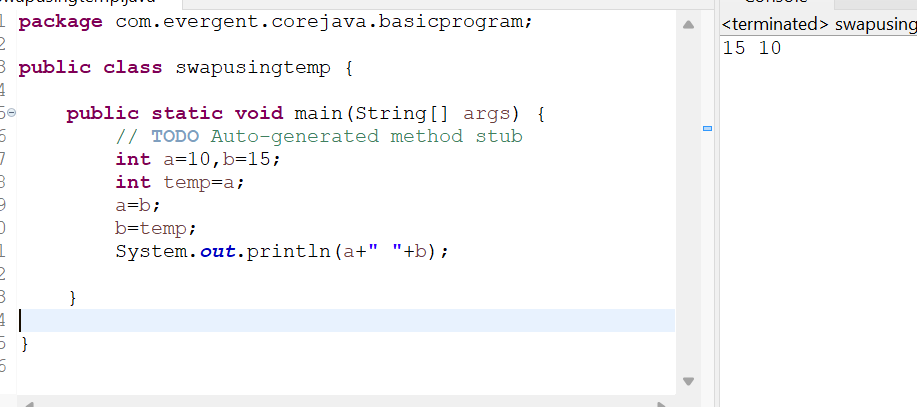 package com.evergent.corejava.basicprogram;
public class swapusingtemp {
public static void main(String[] args) {
// TODO Auto-generated method stub
int a=10,b=15;
int temp=a;
a=b;
b=temp;
System.out.println(a+" "+b);
}
}
Console
<terminated> swapusing
15 10